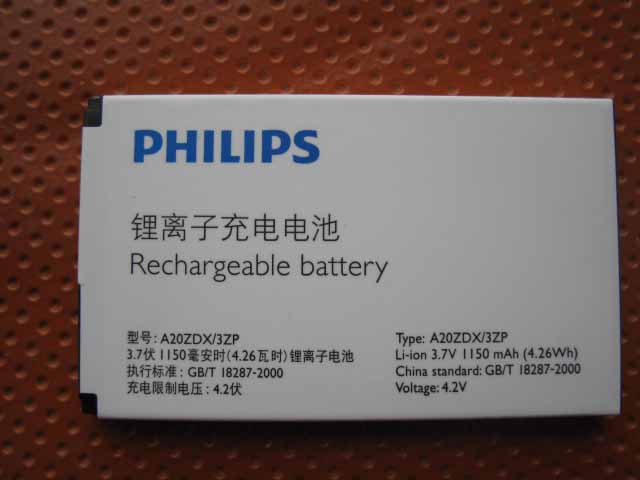 PHILIPS
锂离子充电电池
Rechargeable battery
型号: A20ZDX/3ZP
3.7伏 1150毫安时(4.26瓦时)锂离子电池
执行标准: GB/T 18287-2000
充电限制电压: 4.2伏
Type: A20ZDX/3ZP
Li-ion 3.7V 1150 mAh (4.26Wh)
China standard: GB/T 18287-2000
Voltage: 4.2V